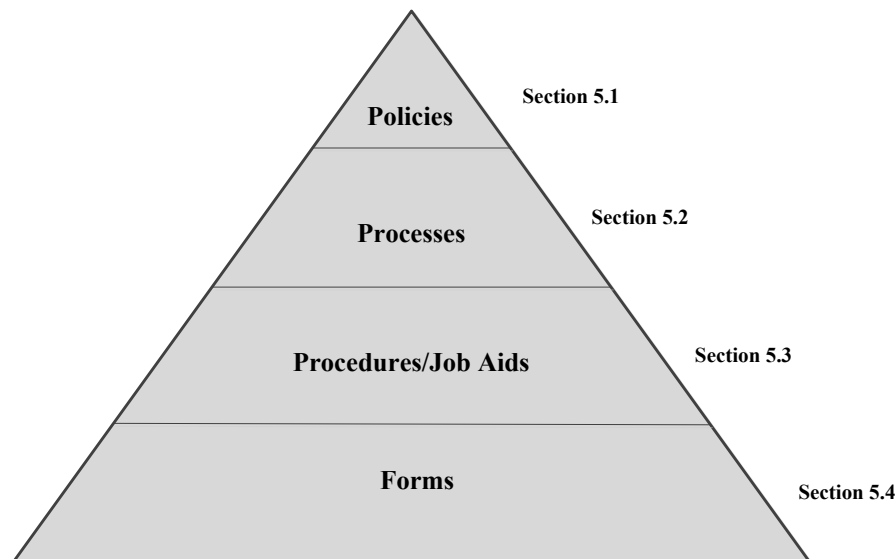 Policies
Section 5.1
Processes
Section 5.2
Procedures/Job Aids
Section 5.3
Forms
Section 5.4